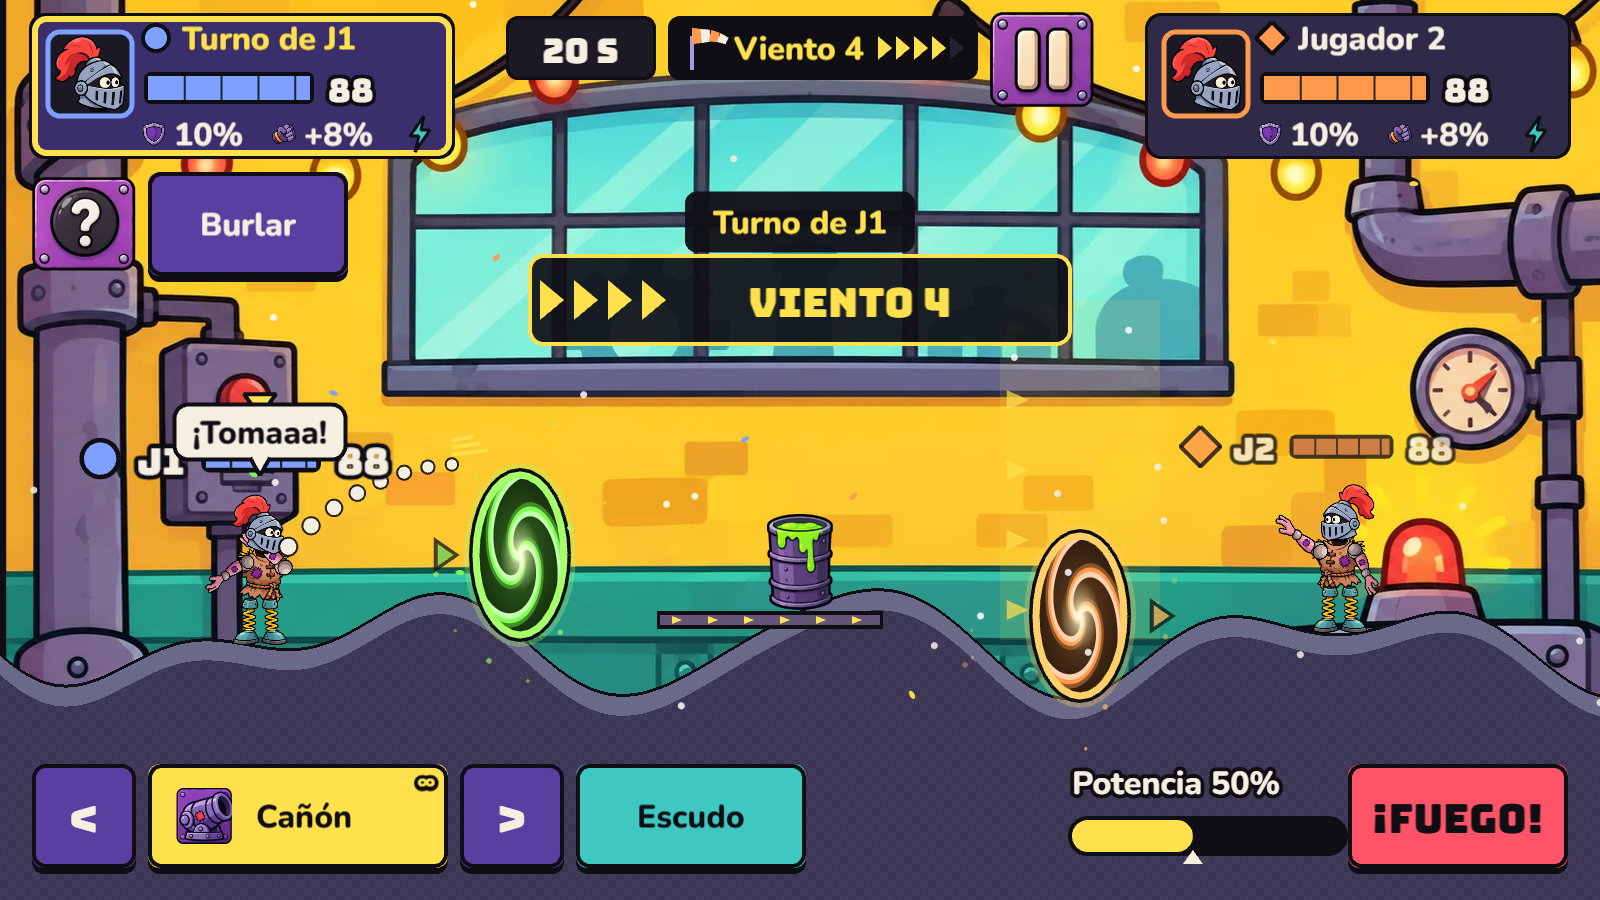 Turno de J1
88
10% +8%
20 S
Viento 4
Jugador 2
88
10% +8%
?
Burlar
Turno de J1
VIENTO 4
¡Tomaaa!
J1 88
J2 88
<
Cañón
∞
>
Escudo
Potencia 50%
¡FUEGO!